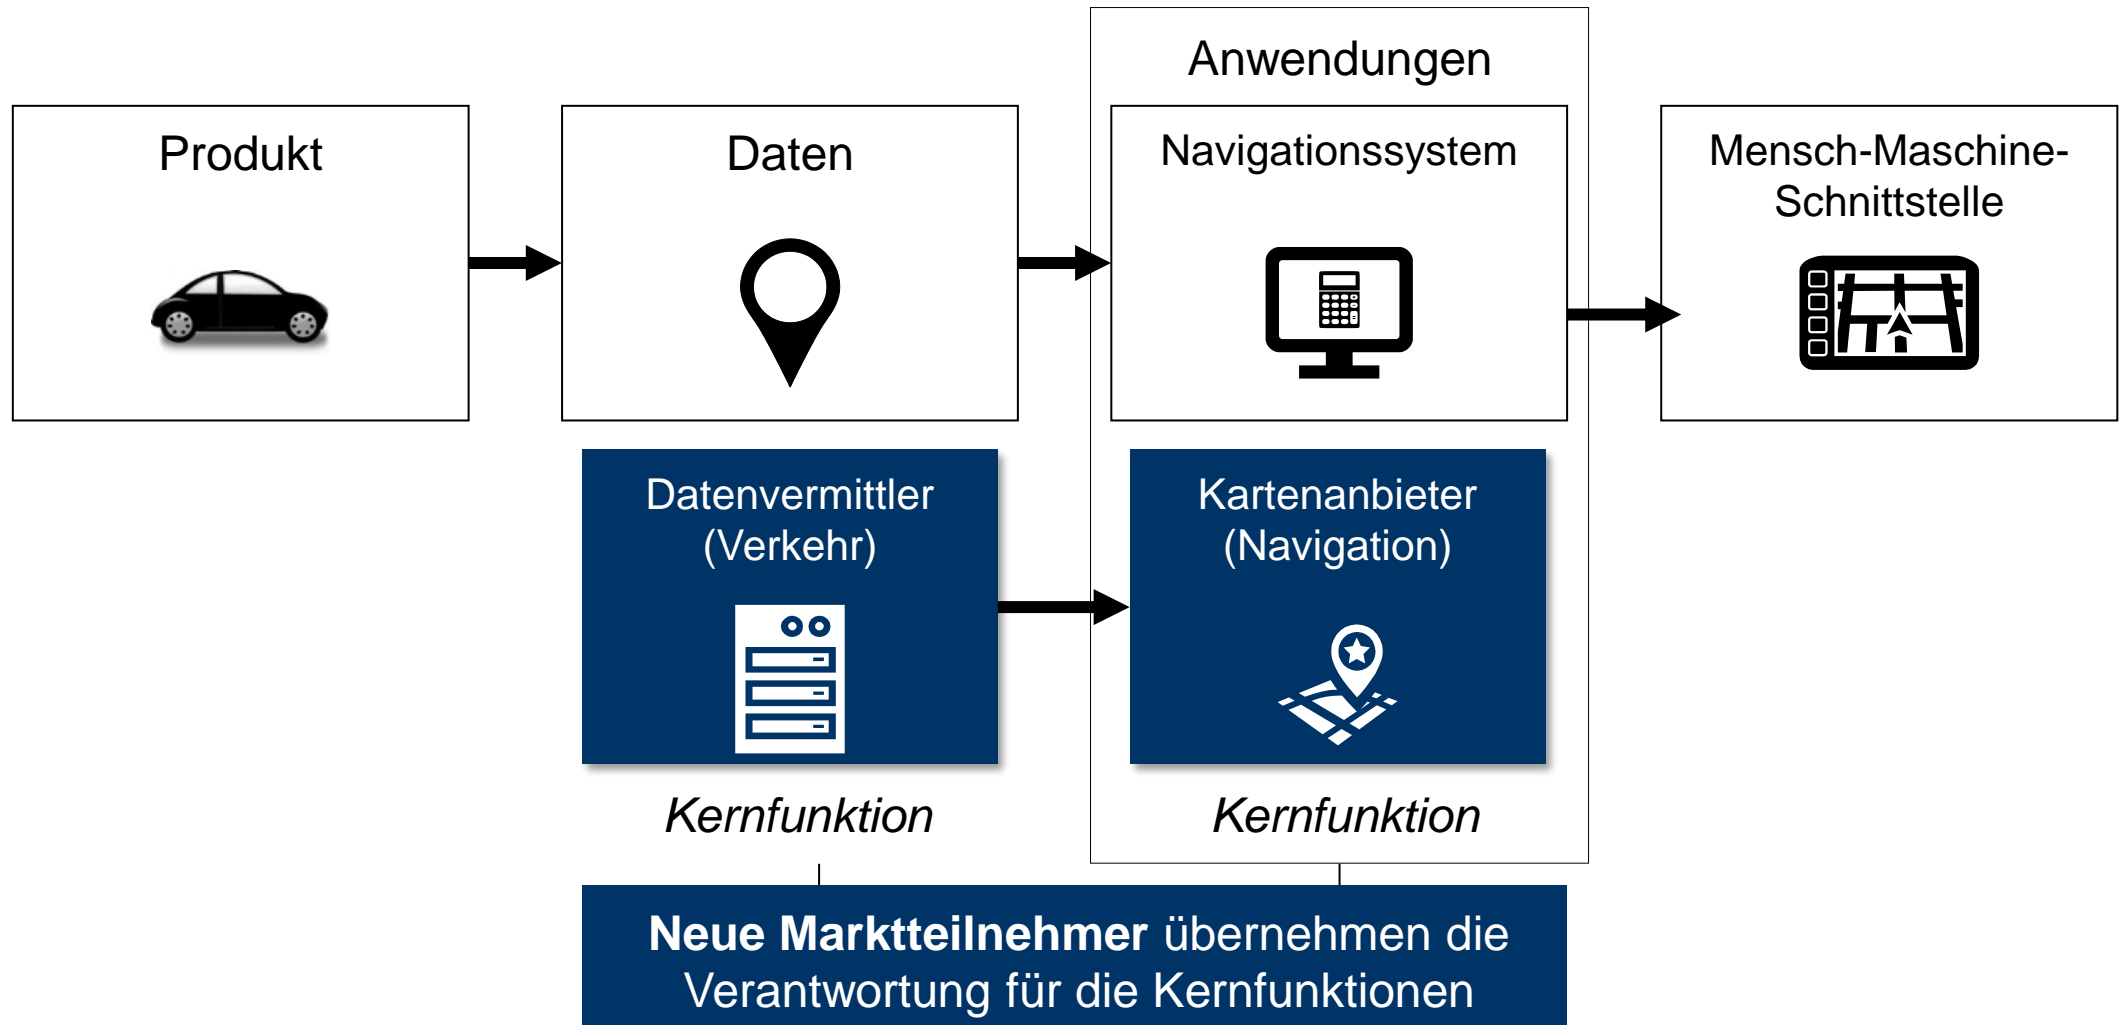 Anwendungen
Produkt
Daten
Navigationssystem
Mensch-Maschine-
Schnittstelle
Datenvermittler
(Verkehr)
Kartenanbieter
(Navigation)
Kernfunktion
Kernfunktion
Neue Marktteilnehmer übernehmen die
Verantwortung für die Kernfunktionen